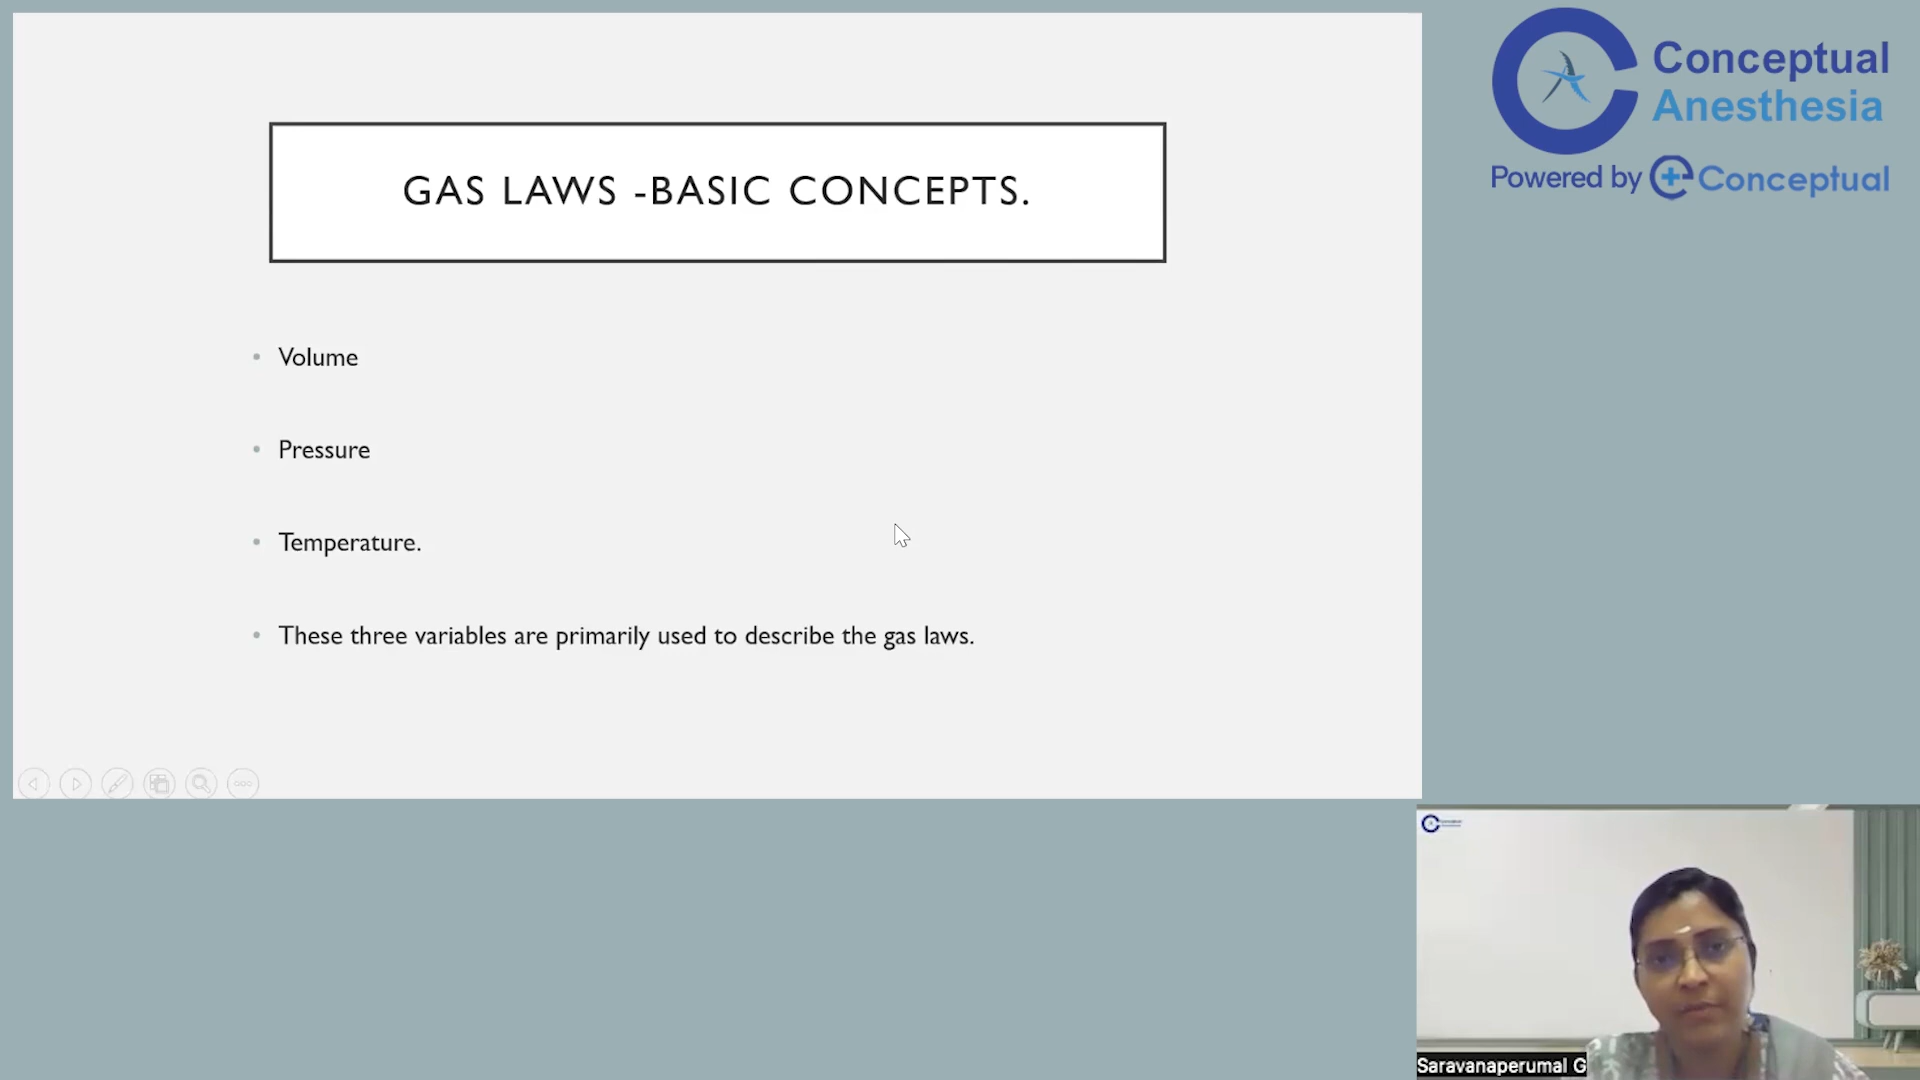 GAS LAWS -BASIC CONCEPTS.
Volume
Pressure
Temperature.
These three variables are primarily used to describe the gas laws.
Conceptual
Anesthesia
Powered by Conceptual
Saravanaperumal G